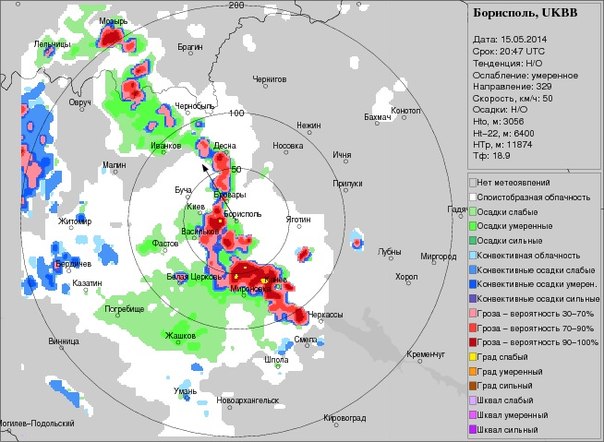 Борисполь, UKBB
Дата: 15.05.2014
Срок: 20:47 UTC
Тенденция: Н/О
Ослабление: умеренное
Направление: 329
Скорость, км/ч: 50
Осадки: Н/О
Hto, м: 3056
Ht-22, м: 6400
HTp, м: 11874
Тф: 18.9
Нет метеоявлений
Слоистобразная облачность
Осадки слабые
Осадки умеренные
Осадки сильные
Конвективная облачность
Конвективные осадки слабые
Конвективные осадки умерен.
Конвективные осадки сильные
Гроза - вероятность 30-70%
Гроза - вероятность 70-90%
Гроза - вероятность 90-100%
Град слабый
Град умеренный
Град сильный
Шквал слабый
Шквал умеренный
Шквал сильный
200
Мозырь
Лельчицы
Брагин
Чернигов
Овруч
Чернобыль
100
Конотоп
Бахмач
Нежин
Иванков
Десна
Носовка
Ичня
Малин
50
Прилуки
Буча
Бровары
Киев
Борисполь
Яготин
Гадяч
Житомир
Васильков
Фастов
Лубны
Миргород
Бердичев
Белая Церковь
Канев
Хорол
Казатин
Мироновка
Погребище
Черкассы
Жашков
Смела
Винница
Шпола
Кременчуг
Умань
Новоархангельск
Кировоград
Могилев-Подольский